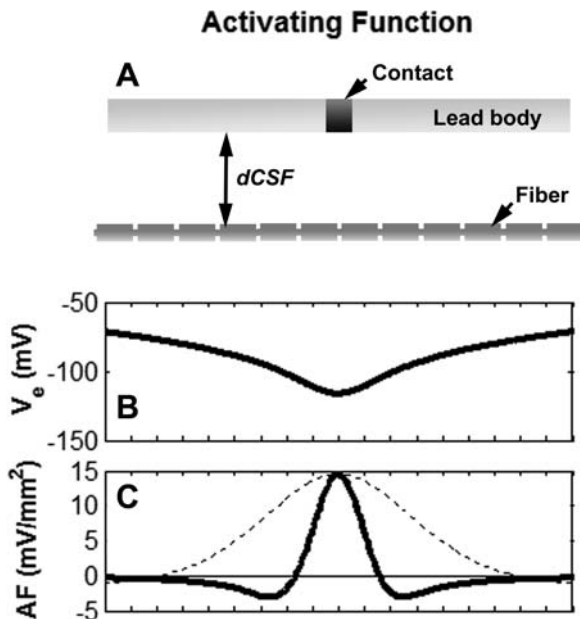 Activating Function
A
Contact
Lead body
dCSF
Fiber
-50
-100
-150
V_e (mV)
B
15
10
5
0
-5
AF (mV/mm²)
C